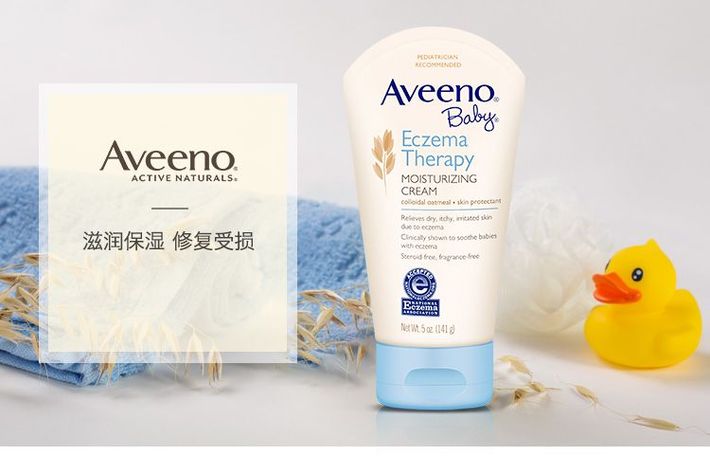 Aveeno®
ACTIVE NATURALS®
滋润保湿 修复受损
PEDIATRICIAN
RECOMMENDED
Aveeno®
Baby®
Eczema
Therapy
MOISTURIZING
CREAM
colloidal oatmeal • skin protectant
Relieves dry, itchy, irritated skin
due to eczema
Clinically shown to soothe babies
with eczema
Steroid free, fragrance-free
ACCEPTED
e
NATIONAL
Eczema
ASSOCIATION
Net Wt. 5 oz. (141 g)